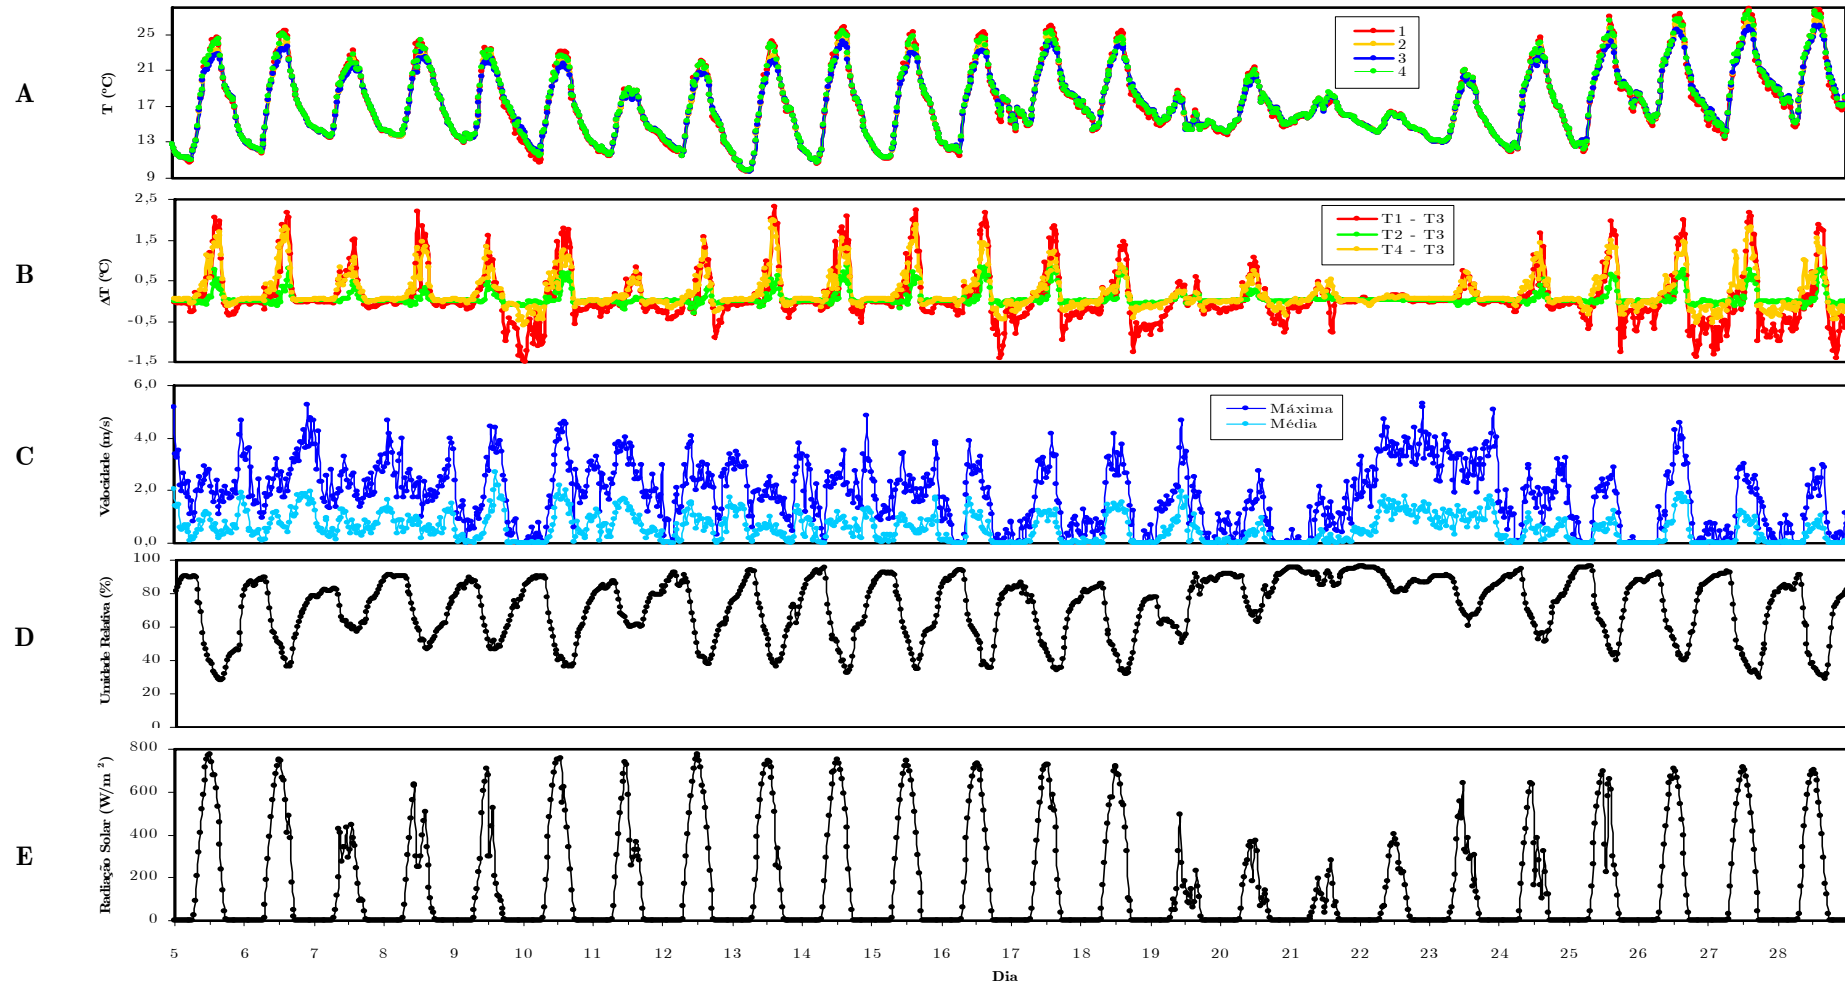 A
T (°C)
25
21
17
13
9
1
2
3
4
B
ΔT (°C)
2,5
1,5
0,5
-0,5
-1,5
T1 - T3
T2 - T3
T4 - T3
C
Velocidade (m/s)
6,0
4,0
2,0
0,0
Máxima
Média
D
Umidade Relativa (%)
100
80
60
40
20
0
E
Radiação Solar (W/m²)
800
600
400
200
0
5 6 7 8 9 10 11 12 13 14 15 16 17 18 19 20 21 22 23 24 25 26 27 28
Dia